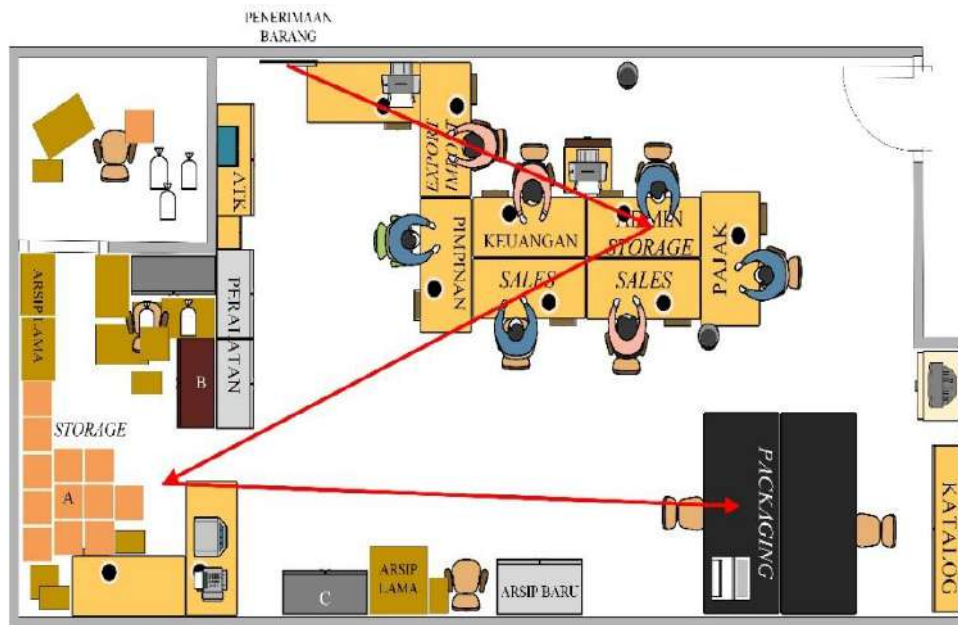 PENERIMAAN
BARANG
EXPORT
IMPORT
ATK
KEUANGAN
ADMIN
STORAGE
PIMPINAN
PAJAK
SALES
SALES
ARSIP LAMA
PERALATAN
B
STORAGE
A
C
ARSIP
LAMA
ARSIP BARU
PACKAGING
KATALOG